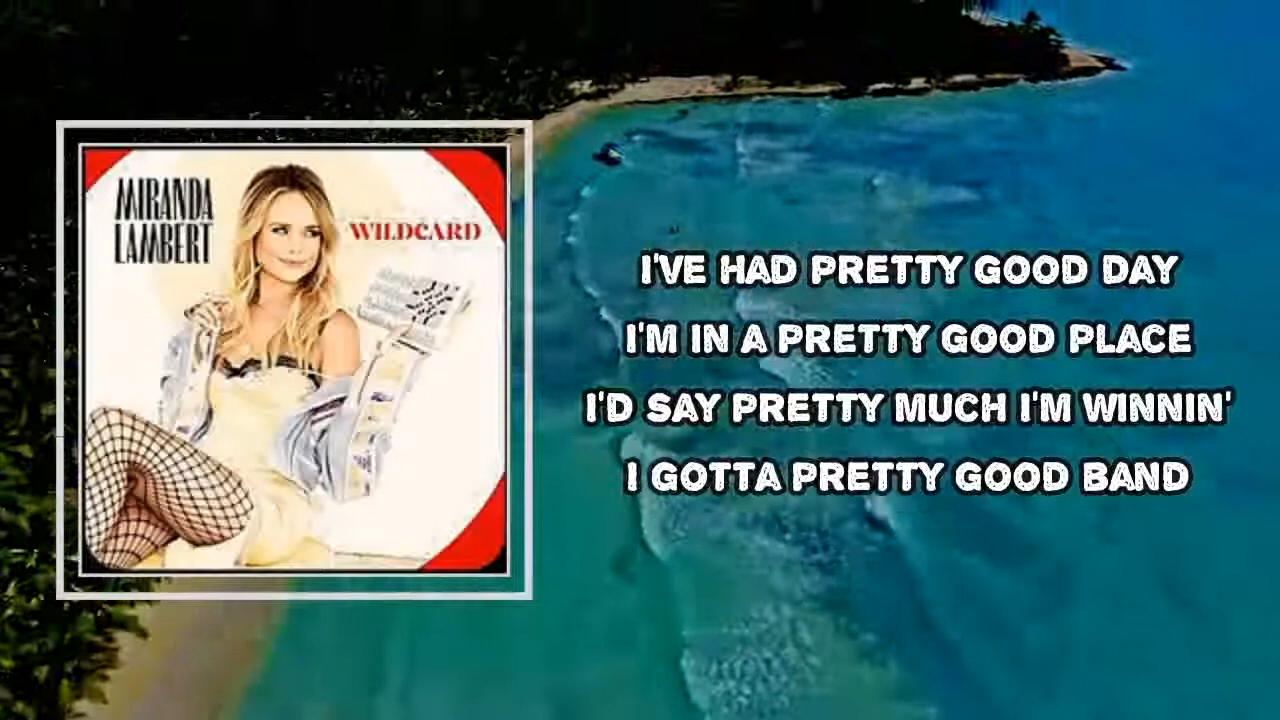 MIRANDA
LAMBERT
WILDCARD
I'VE HAD PRETTY GOOD DAY
I'M IN A PRETTY GOOD PLACE
I'D SAY PRETTY MUCH I'M WINNIN'
I GOTTA PRETTY GOOD BAND